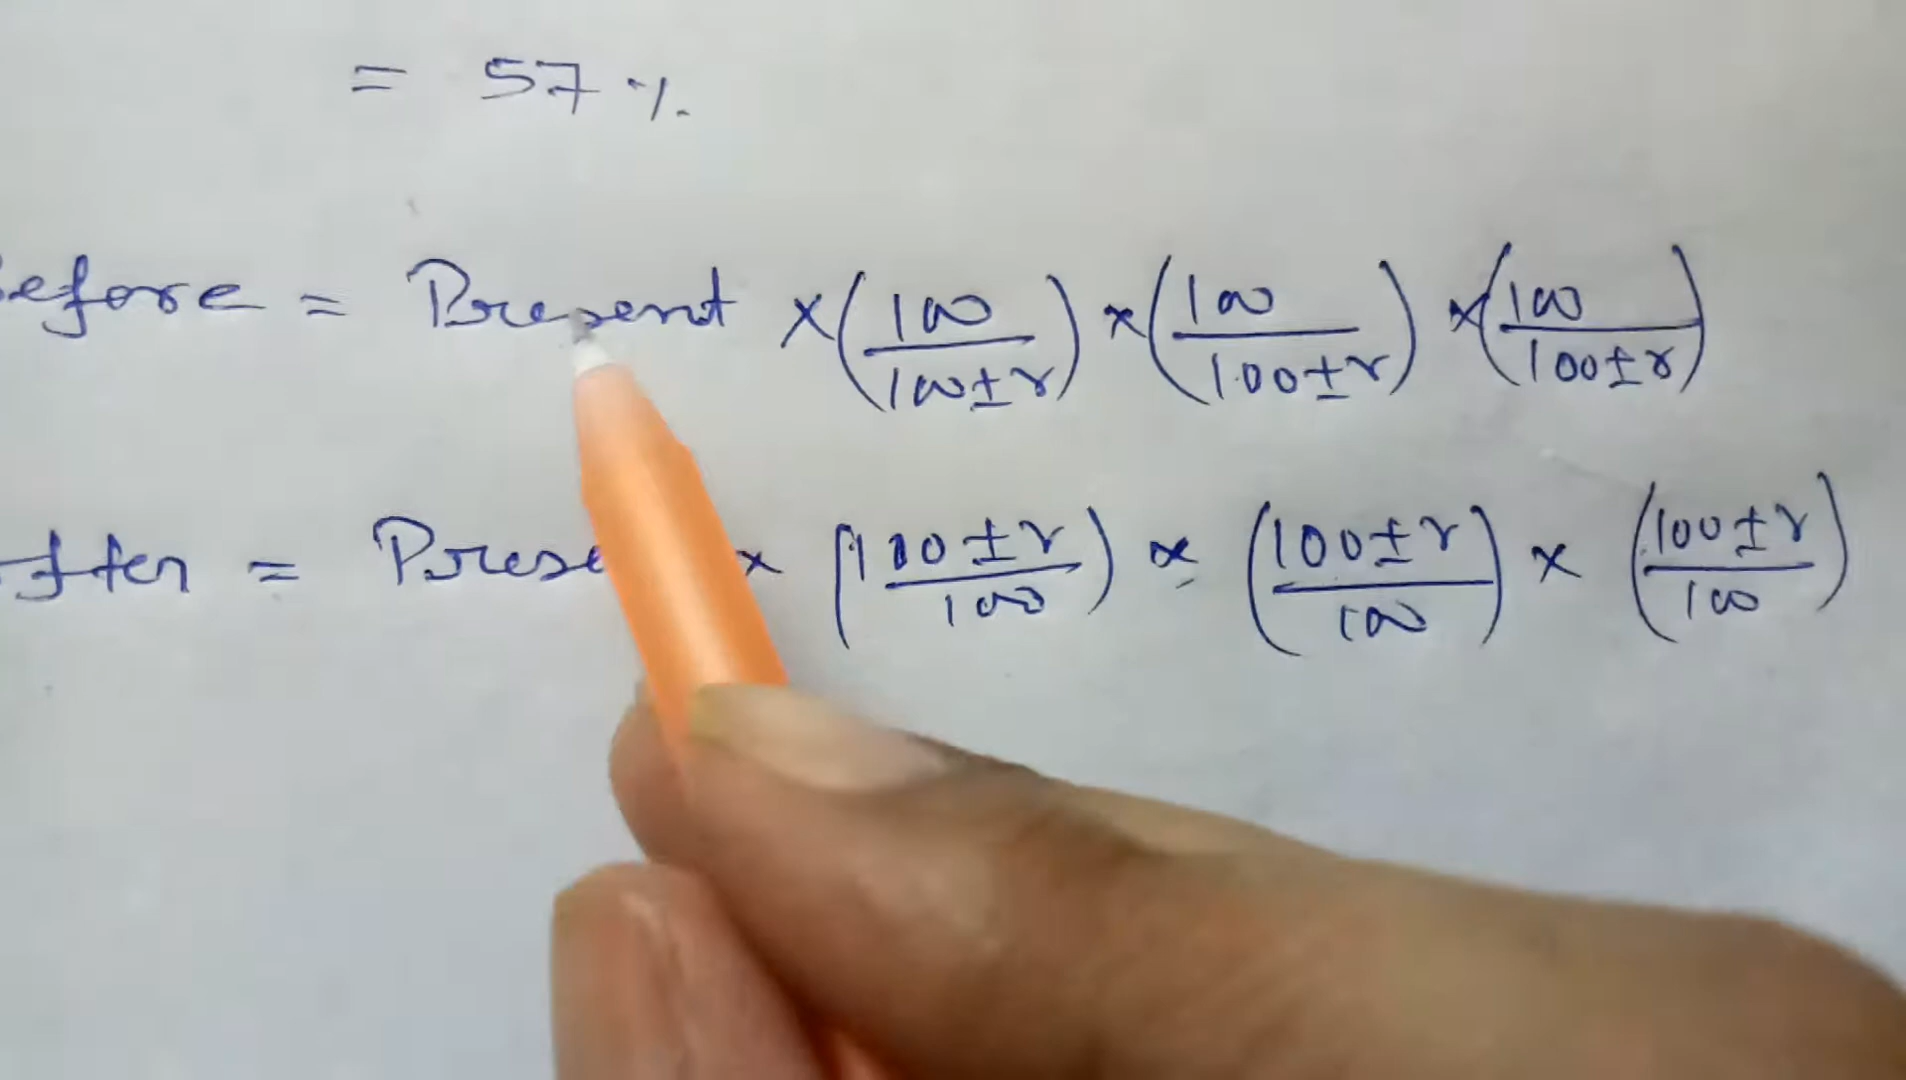 = 57 %
efore = Present × (100/100±r) × (100/100±r) × (100/100±r)
fter = Prese × (100±r/100) × (100±r/100) × (100±r/100)